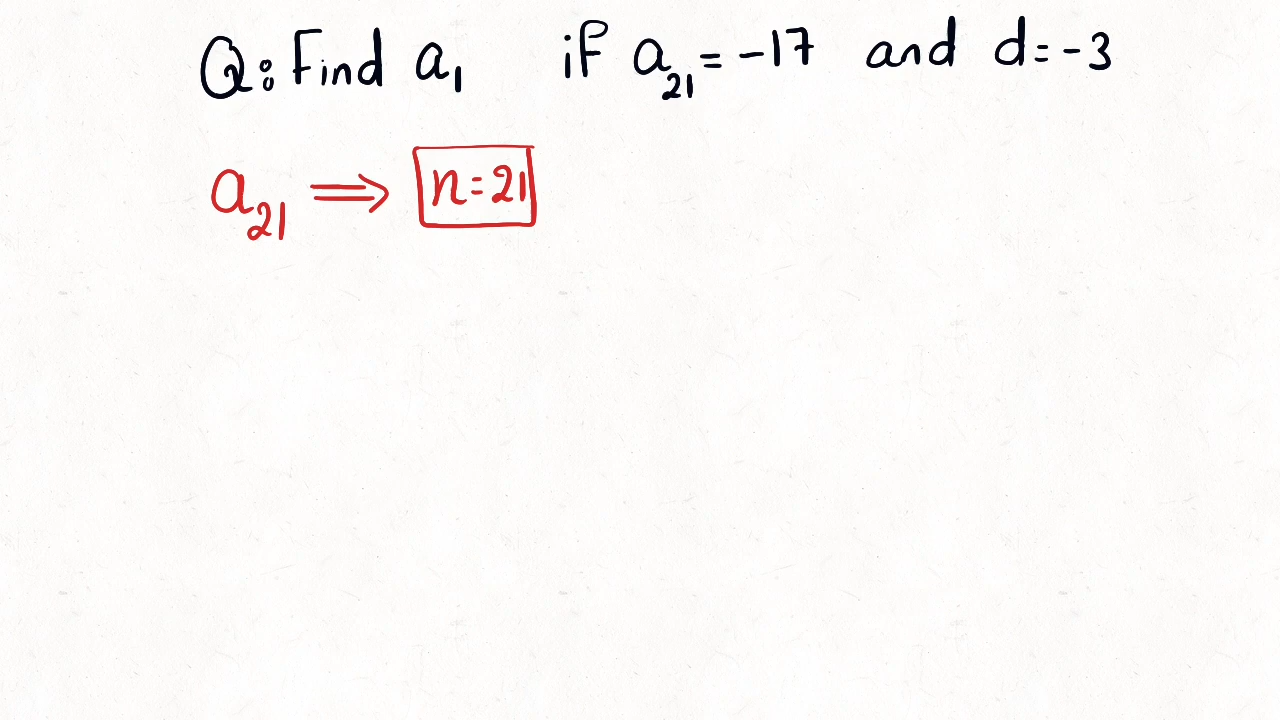 Q: Find a₁ if a₂₁ = -17 and d = -3
a₂₁ ⟹ n = 21